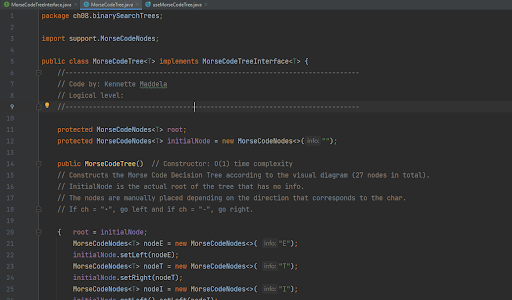 MorseCodeTreeInterface.java MorseCodeTree.java useMorseCodeTree.java
1 package ch08.binarySearchTrees;
2
3 import support.MorseCodeNodes;
4
5 public class MorseCodeTree<T> implements MorseCodeTreeInterface<T> {
6 //--------------------------------------------------------------------------
7 // Code by: Kennette Maddela
8 // Logical level:
9 //--------------------------------------------------------------------------
10
11 protected MorseCodeNodes<T> root;
12 protected MorseCodeNodes<T> initialNode = new MorseCodeNodes<>( info: "");
13
14 public MorseCodeTree() // Constructor: O(1) time complexity
15 // Constructs the Morse Code Decision Tree according to the visual diagram (27 nodes in total).
16 // InitialNode is the actual root of the tree that has no info.
17 // The nodes are manually placed depending on the direction that corresponds to the char.
18 // If ch = "+", go left and if ch = "-", go right.
19
20 { root = initialNode;
21 MorseCodeNodes<T> nodeE = new MorseCodeNodes<>( info: "E");
22 initialNode.setLeft(nodeE);
23 MorseCodeNodes<T> nodeT = new MorseCodeNodes<>( info: "T");
24 initialNode.setRight(nodeT);
25 MorseCodeNodes<T> nodeI = new MorseCodeNodes<>( info: "I");